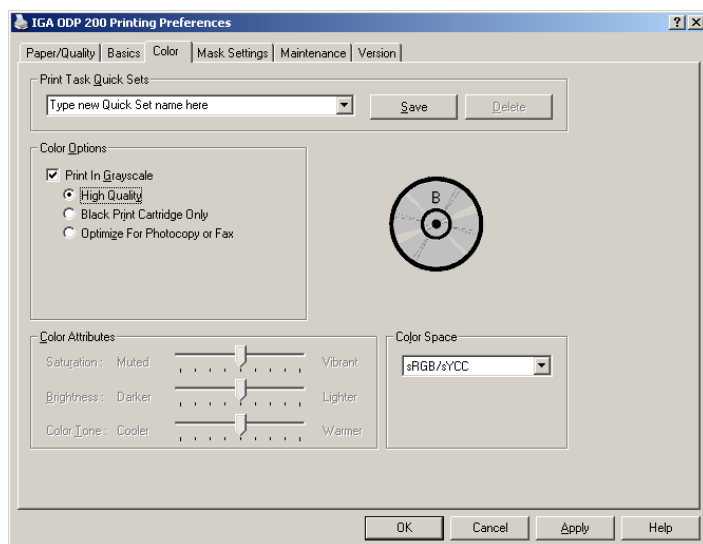 IGA ODP 200 Printing Preferences
Paper/Quality Basics Color Mask Settings Maintenance Version
Print Task Quick Sets
Type new Quick Set name here Save Delete
Color Options
Print In Grayscale
High Quality
Black Print Cartridge Only
Optimize For Photocopy or Fax
B
Color Attributes
Saturation : Muted Vibrant
Brightness : Darker Lighter
Color Tone : Cooler Warmer
Color Space
sRGB/sYCC
OK Cancel Apply Help